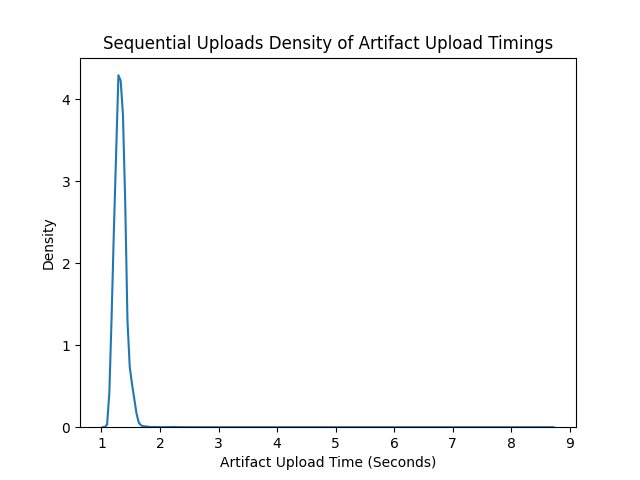 Sequential Uploads Density of Artifact Upload Timings
4
3
2
1
0
Density
1 2 3 4 5 6 7 8 9
Artifact Upload Time (Seconds)